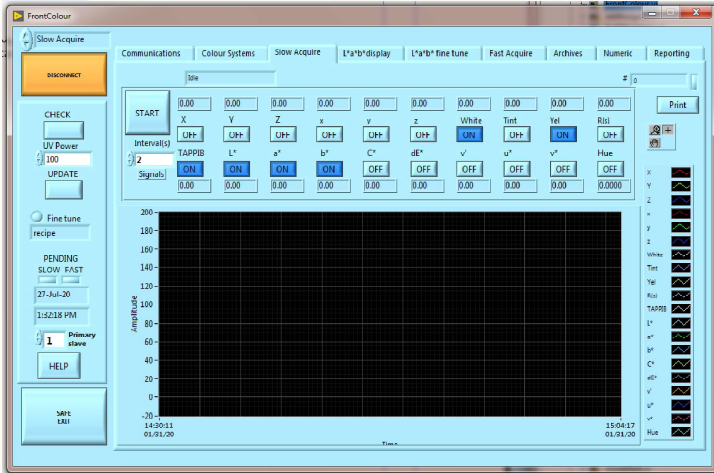 FrontColour
Slow Acquire
DISCONNECT
CHECK
UV Power
100
UPDATE
Fine tune
recipe
PENDING
SLOW FAST
27-Jul-20
1:32:18 PM
1 Primary slave
HELP
SAFE
EXIT
Communications Colour Systems Slow Acquire L*a*b*display L*a*b* fine tune Fast Acquire Archives Numeric Reporting
Idle # 0
Print
START
Interval(s)
2
Signals
0.00 0.00 0.00 0.00 0.00 0.00 0.00 0.00 0.00 0.00
X Y Z x y z White Tint Yel R(s)
OFF OFF OFF OFF OFF OFF ON OFF ON OFF
TAPPIB L* a* b* C* dE* v' u* v* Hue
ON ON ON ON OFF OFF OFF OFF OFF OFF
0.00 0.00 0.00 0.00 0.00 0.00 0.00 0.00 0.00 0.0000
Amplitude
200
180
160
140
120
100
80
60
40
20
0
-20
14:30:11
01/31/20
15:04:17
01/31/20
Time
X
Y
Z
x
y
z
White
Tint
Yel
R(s)
TAPPIB
L*
a*
b*
C*
dE*
v'
u*
v*
Hue